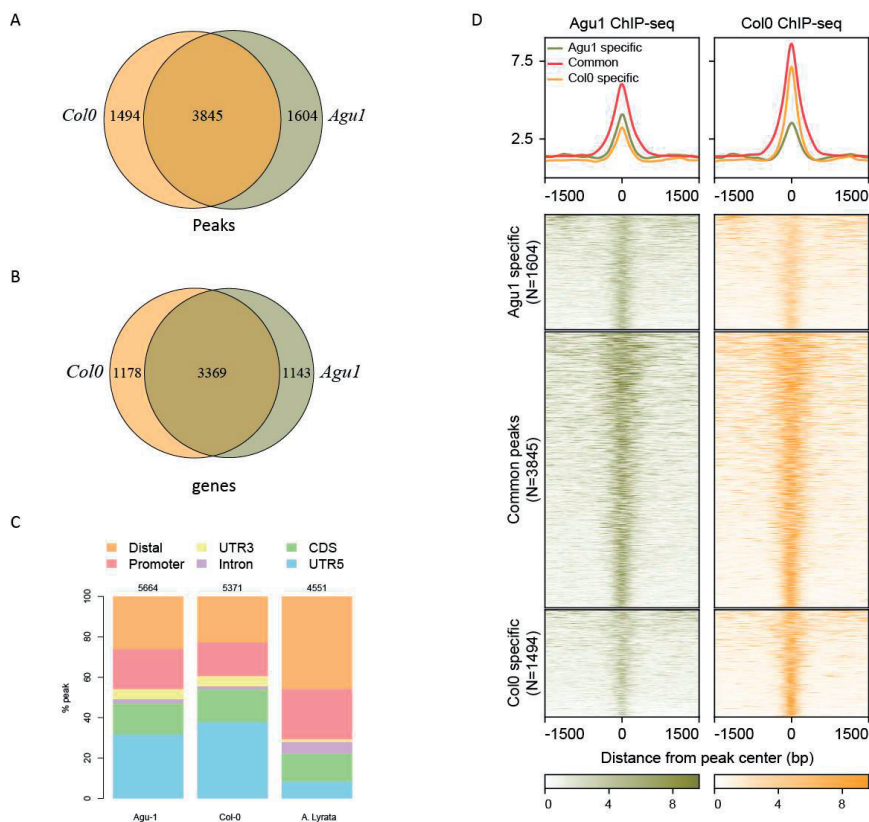 A
Col0 1494 3845 1604 Agu1
Peaks
B
Col0 1178 3369 1143 Agu1
genes
C
Distal UTR3 CDS
Promoter Intron UTR5
5664 5371 4551
100
80
60
40
20
0
% peak
Agu-1 Col-0 A. Lyrata
D
Agu1 ChIP-seq Col0 ChIP-seq
7.5
2.5
Agu1 specific
Common
Col0 specific
-1500 0 1500 -1500 0 1500
Agu1 specific
(N=1604)
Common peaks
(N=3845)
Col0 specific
(N=1494)
-1500 0 1500 -1500 0 1500
Distance from peak center (bp)
0 4 8 0 4 8